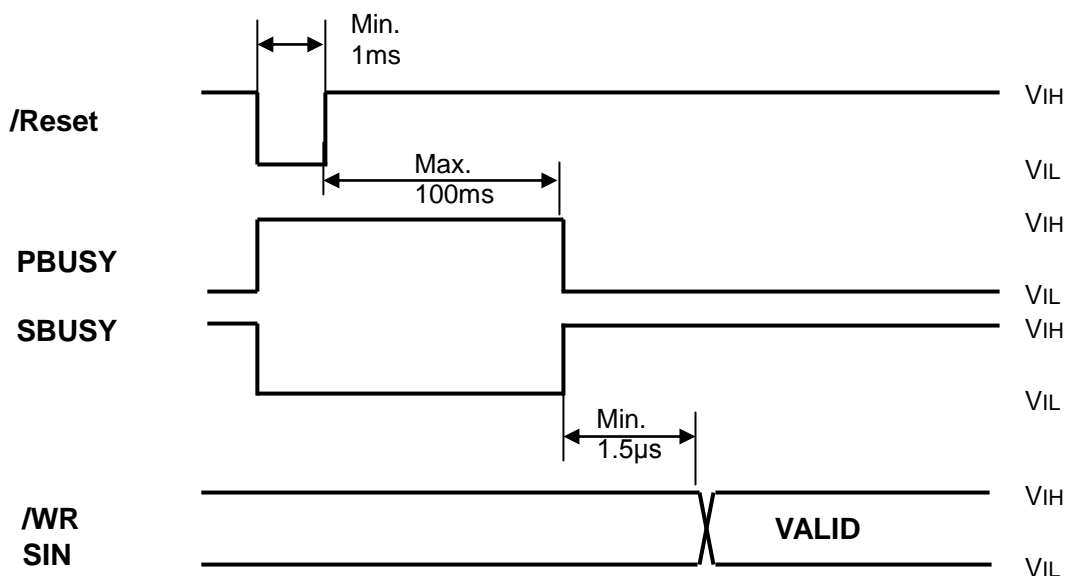 Min.
1ms
/Reset
VIH
VIL
Max.
100ms
PBUSY
VIH
VIL
SBUSY
VIH
VIL
Min.
1.5µs
/WR
SIN
VALID
VIH
VIL